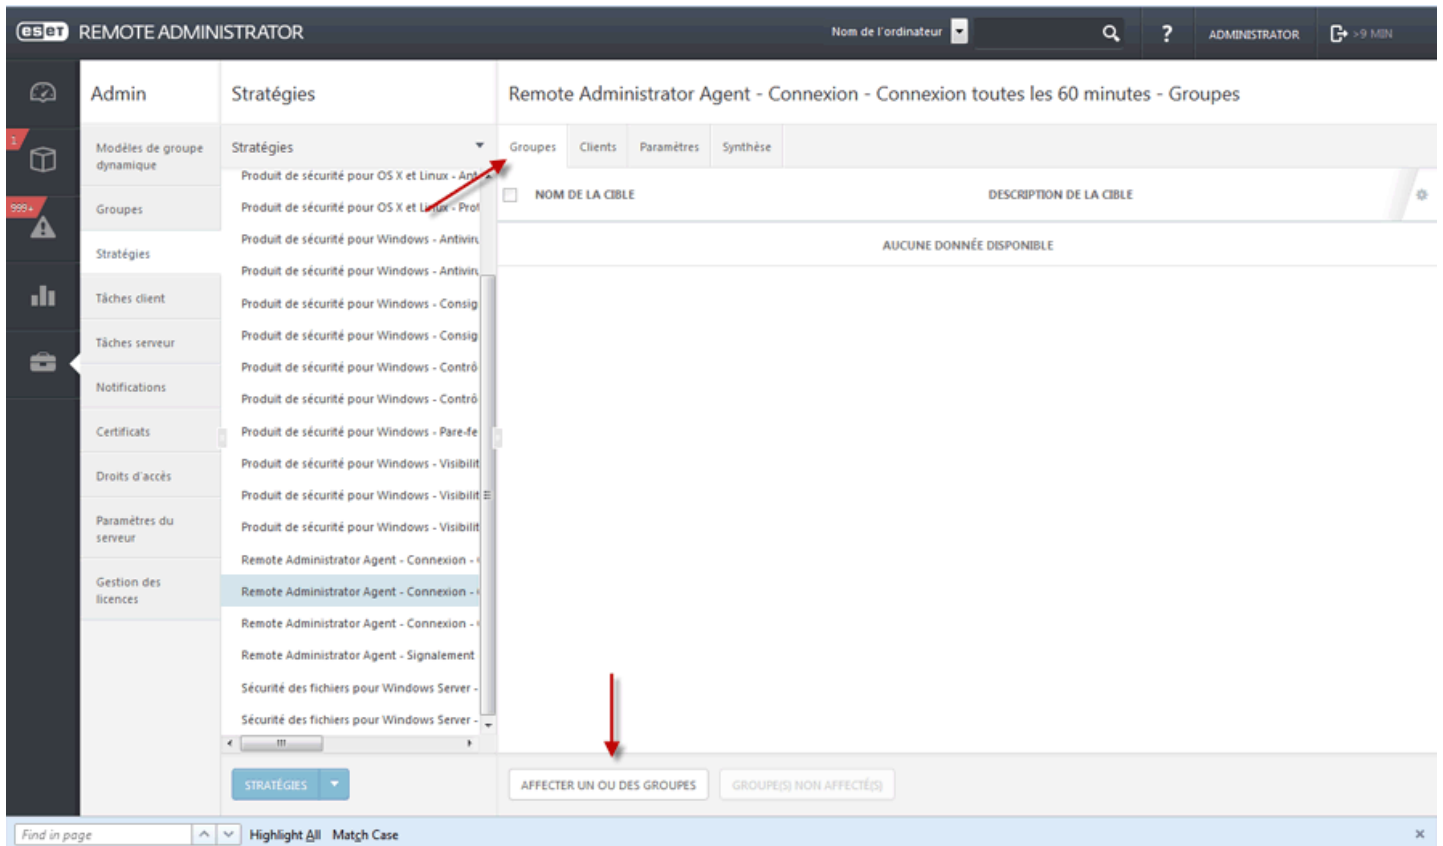 eset REMOTE ADMINISTRATOR
Nom de l'ordinateur
?
ADMINISTRATOR
>9 MIN
1
999+
Admin
Modèles de groupe
dynamique
Groupes
Stratégies
Tâches client
Tâches serveur
Notifications
Certificats
Droits d'accès
Paramètres du
serveur
Gestion des
licences
Stratégies
Stratégies
Produit de sécurité pour OS X et Linux - Ant
Produit de sécurité pour OS X et Linux - Prot
Produit de sécurité pour Windows - Antiviru
Produit de sécurité pour Windows - Antiviru
Produit de sécurité pour Windows - Consig
Produit de sécurité pour Windows - Consig
Produit de sécurité pour Windows - Contrô
Produit de sécurité pour Windows - Contrô
Produit de sécurité pour Windows - Pare-fe
Produit de sécurité pour Windows - Visibilit
Produit de sécurité pour Windows - Visibilit
Produit de sécurité pour Windows - Visibilit
Remote Administrator Agent - Connexion -
Remote Administrator Agent - Connexion -
Remote Administrator Agent - Connexion -
Remote Administrator Agent - Signalement
Sécurité des fichiers pour Windows Server -
Sécurité des fichiers pour Windows Server -
STRATÉGIES
Remote Administrator Agent - Connexion - Connexion toutes les 60 minutes - Groupes
Groupes Clients Paramètres Synthèse
NOM DE LA CIBLE DESCRIPTION DE LA CIBLE
AUCUNE DONNÉE DISPONIBLE
AFFECTER UN OU DES GROUPES GROUPE(S) NON AFFECTÉ(S)
Find in page Highlight All Match Case